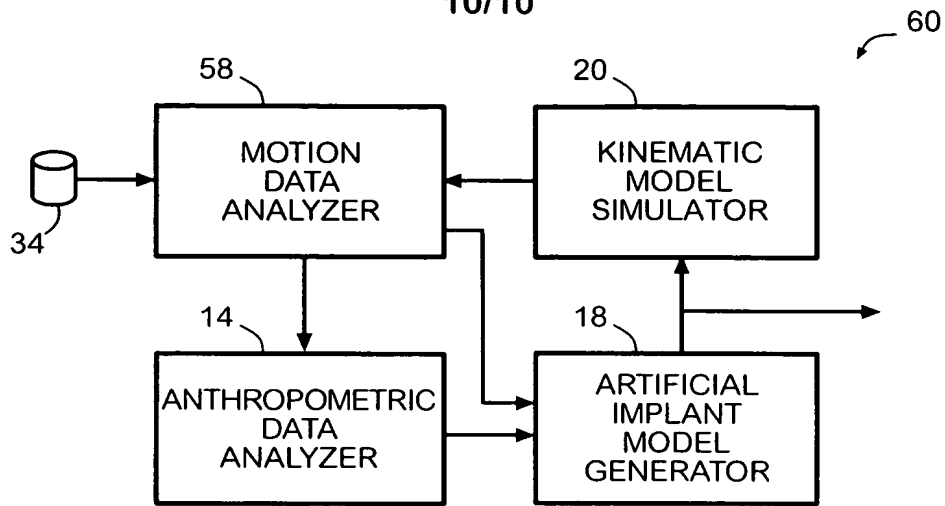 10/10
60
58
20
MOTION
DATA
ANALYZER
KINEMATIC
MODEL
SIMULATOR
34
14
18
ANTHROPOMETRIC
DATA
ANALYZER
ARTIFICIAL
IMPLANT
MODEL
GENERATOR